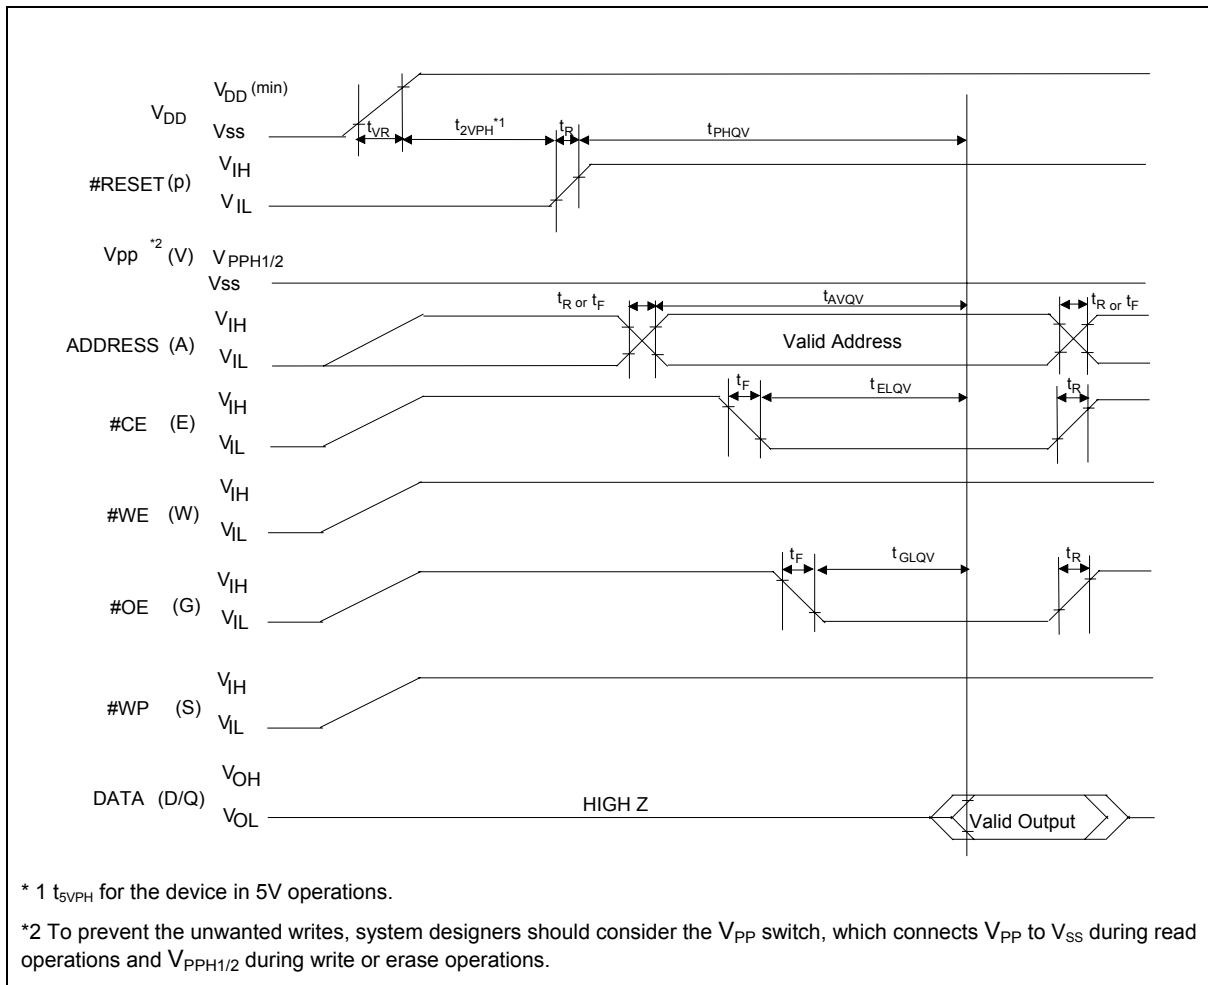 VDD (min)
VDD
Vss
tVR
t2VPH*1
tR
tPHQV
VIH
#RESET (p)
VIL
Vpp *2 (V) VPPH1/2
Vss
tR or tF
tAVQV
tR or tF
VIH
ADDRESS (A)
Valid Address
VIL
tF
tELQV
tR
VIH
#CE (E)
VIL
VIH
#WE (W)
VIL
tF
tGLQV
tR
VIH
#OE (G)
VIL
VIH
#WP (S)
VIL
VOH
DATA (D/Q)
HIGH Z
VOL
Valid Output
* 1 t5VPH for the device in 5V operations.
*2 To prevent the unwanted writes, system designers should consider the VPP switch, which connects VPP to VSS during read
operations and VPPH1/2 during write or erase operations.